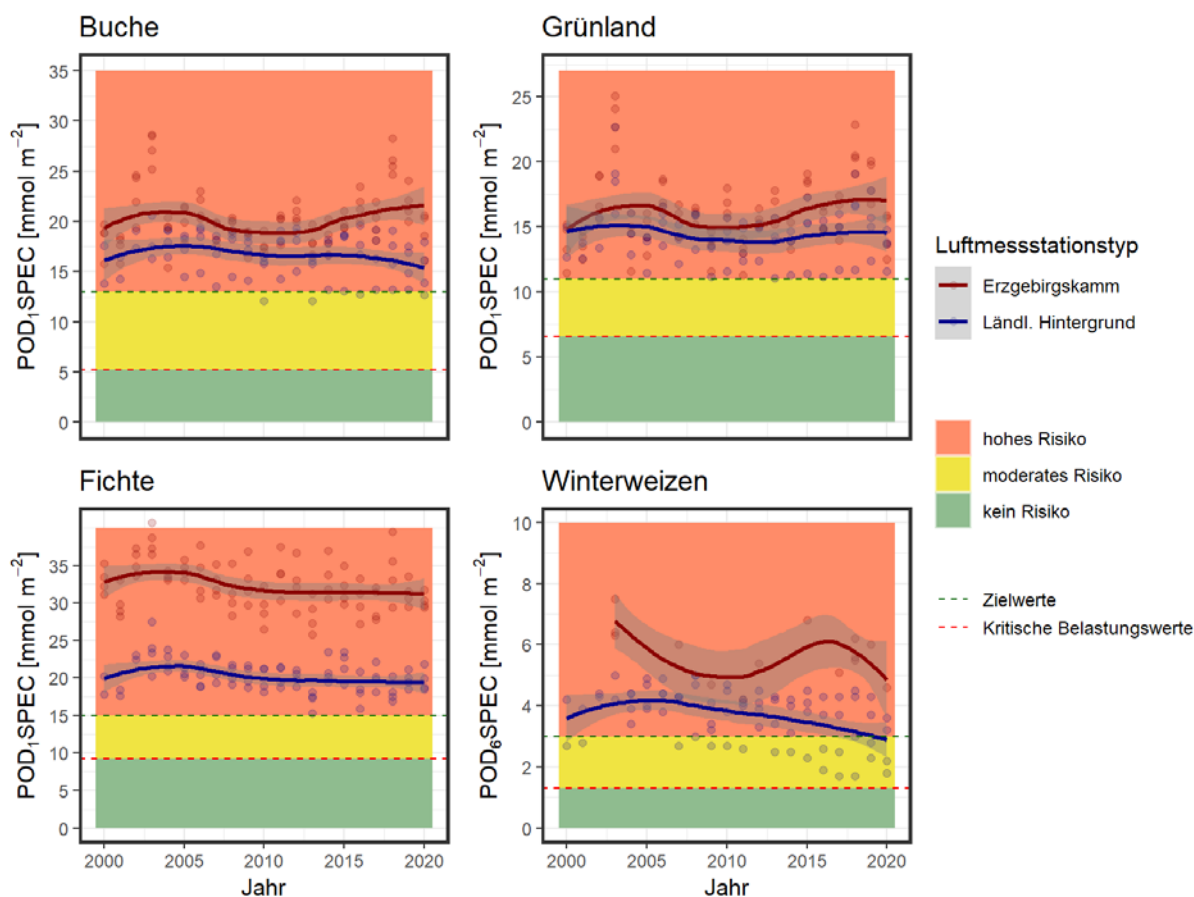 Buche
POD₁SPEC [mmol m⁻²]
35
30
25
20
15
10
5
0
Grünland
POD₁SPEC [mmol m⁻²]
25
20
15
10
5
0
Fichte
POD₁SPEC [mmol m⁻²]
35
30
25
20
15
10
5
0
2000 2005 2010 2015 2020
Jahr
Winterweizen
POD₆SPEC [mmol m⁻²]
10
8
6
4
2
0
2000 2005 2010 2015 2020
Jahr
Luftmessstationstyp
Erzgebirgskamm
Ländl. Hintergrund
hohes Risiko
moderates Risiko
kein Risiko
Zielwerte
Kritische Belastungswerte